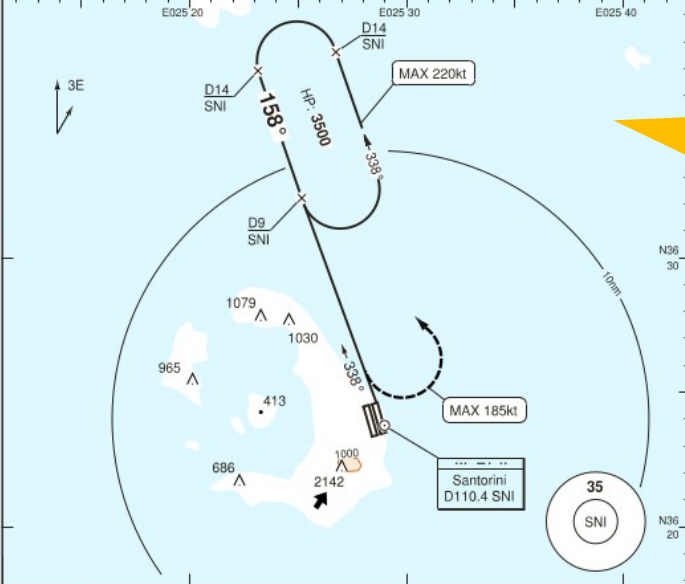 E025 20
E025 30
E025 40
D14
SNI
3E
D14
SNI
MAX 220kt
158°
HP: 3500
338°
D9
SNI
N36
30
10nm
1079
1030
965
338°
413
MAX 185kt
1000
686
2142
Santorini
D110.4 SNI
35
SNI
N36
20